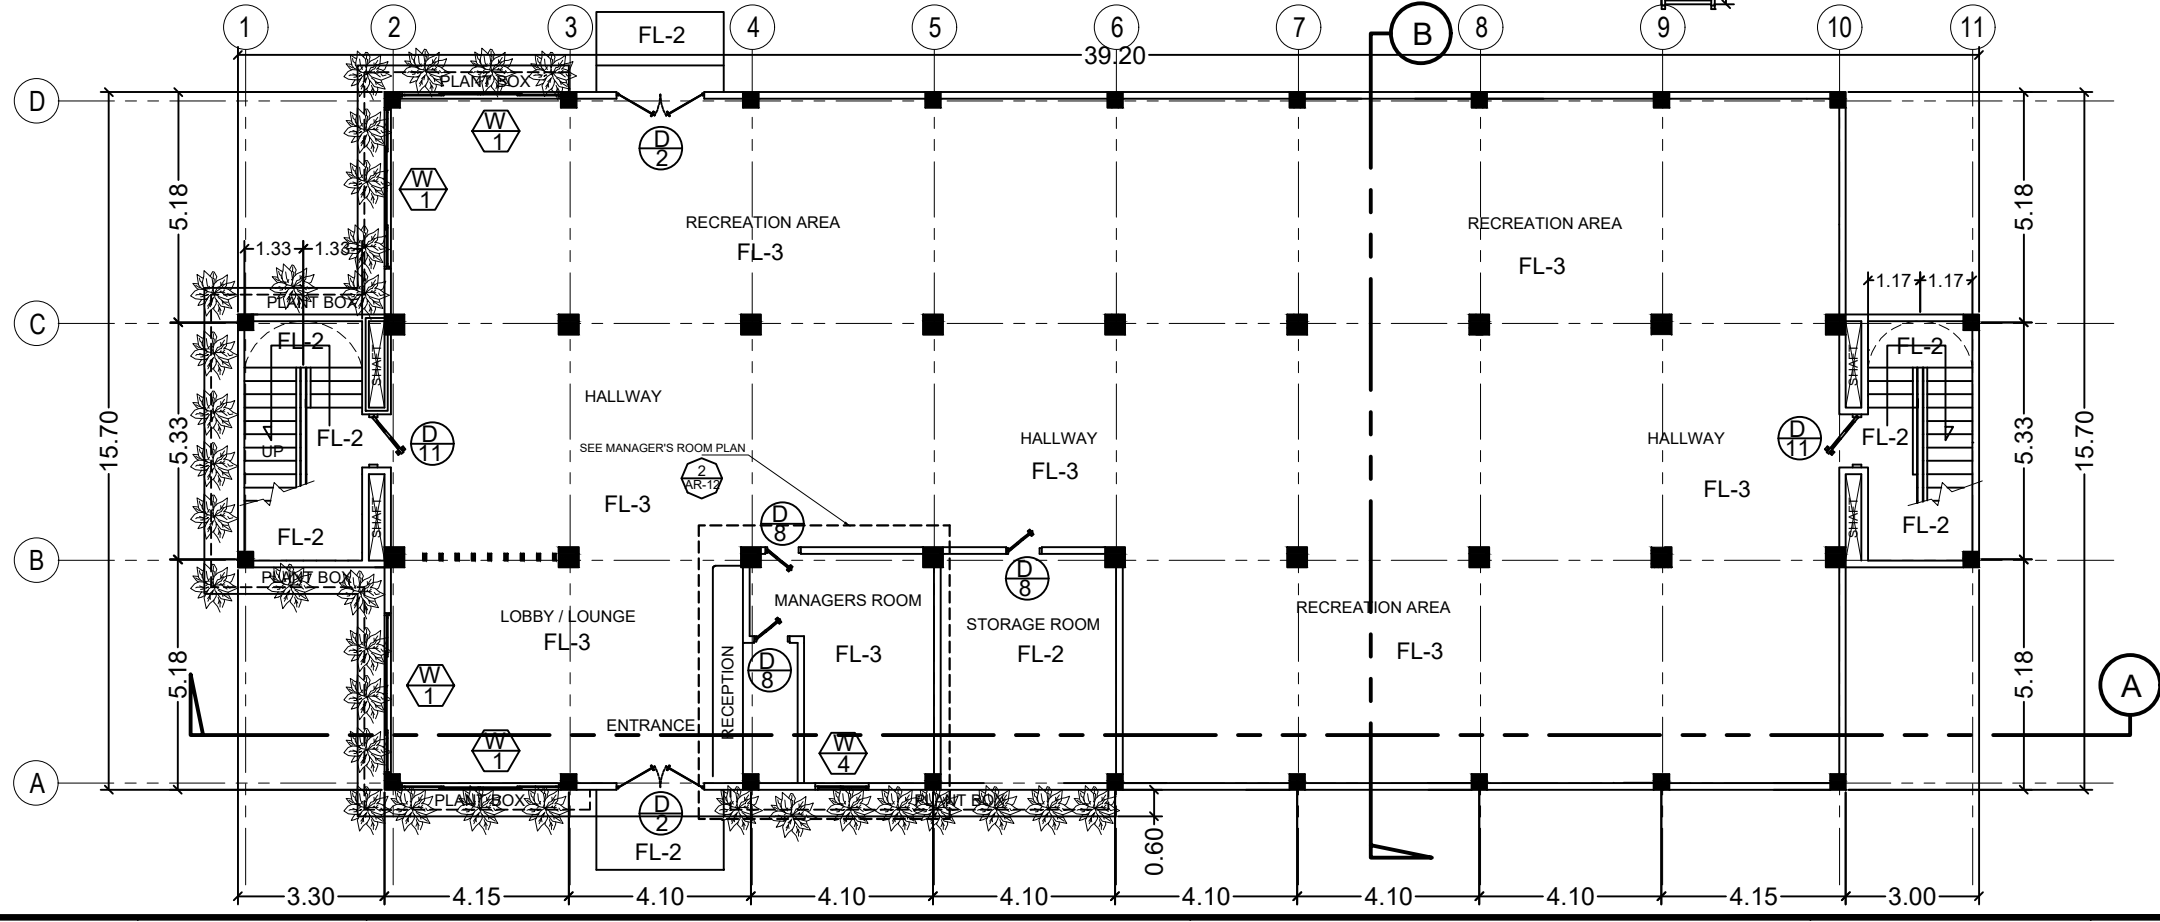 1
2
3
4
5
6
7
8
9
10
11
FL-2
B
39.20
PLANT BOX
D
W
1
D
2
W
1
5.18
5.18
RECREATION AREA
FL-3
RECREATION AREA
FL-3
1.33
1.33
1.17
1.17
PLANT BOX
C
FL-2
SHAFT
SHAFT
FL-2
HALLWAY
15.70
5.33
UP
FL-2
D
11
SEE MANAGER'S ROOM PLAN
2
AR-12
HALLWAY
FL-3
HALLWAY
FL-3
D
11
FL-2
5.33
15.70
FL-3
D
8
SHAFT
FL-2
SHAFT
FL-2
B
PLANT BOX
D
8
LOBBY / LOUNGE
FL-3
MANAGERS ROOM
FL-3
STORAGE ROOM
FL-2
RECREATION AREA
FL-3
5.18
W
1
RECEPTION
D
8
5.18
A
ENTRANCE
W
1
W
4
A
PLANT BOX
D
2
PLANT BOX
FL-2
0.60
3.30
4.15
4.10
4.10
4.10
4.10
4.10
4.10
4.15
3.00